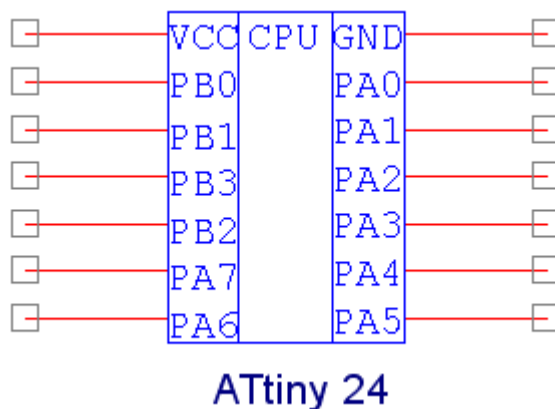 VCC CPU GND
PB0 PA0
PB1 PA1
PB3 PA2
PB2 PA3
PA7 PA4
PA6 PA5
ATtiny 24